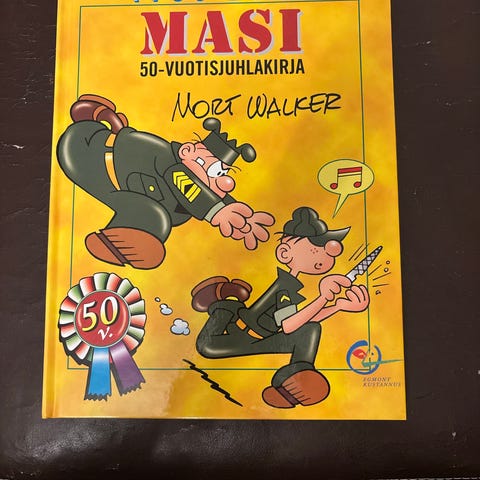 MASI
50-VUOTISJUHLAKIRJA
MORT WALKER
50
v.
EGMONT
KUSTANNUS